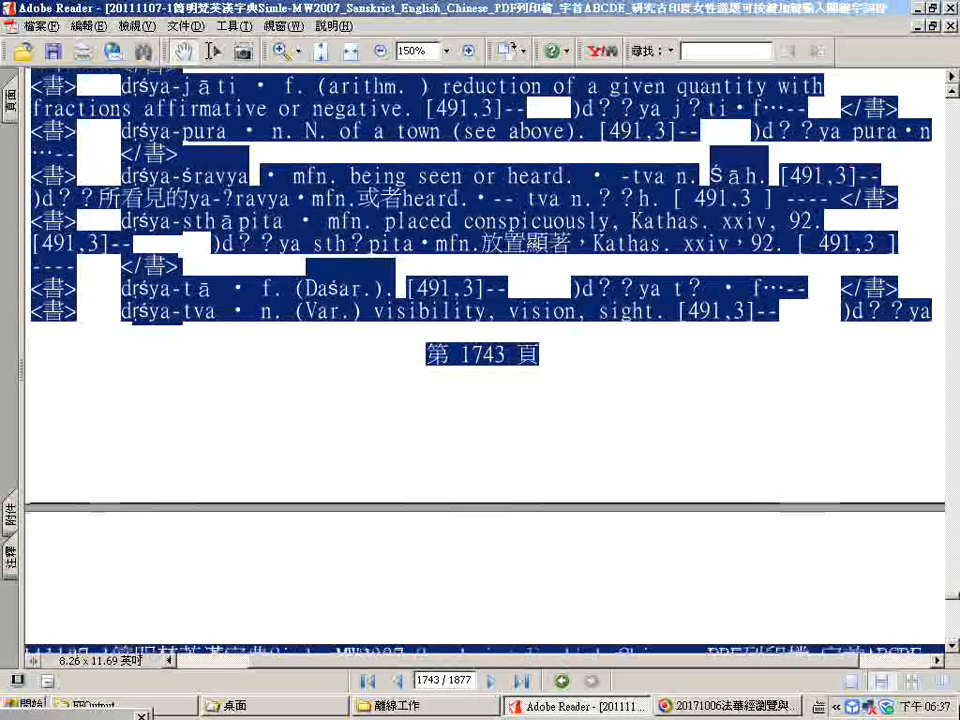 Adobe Reader - [20111107-1簡明梵英漢字典Simle-MW2007_Sanskrict_English_Chinese_PDF列印檔_字首ABCDE_研究古印度女性議題可按鍵加鍵輸入關鍵字詞搜
檔案(F) 編輯(E) 檢視(V) 文件(D) 工具(T) 視窗(W) 說明(H)
150% 尋找：
頁面
<書> dṛśya-jāti · f. (arithm. ) reduction of a given quantity with
fractions affirmative or negative. [491,3]-- )d??ya j?ti·f…-- </書>
<書> dṛśya-pura · n. N. of a town (see above). [491,3]-- )d??ya pura·n
…-- </書>
<書> dṛśya-śravya · mfn. being seen or heard. · -tva n. Śāh. [491,3]--
)d??所看見的ya-?ravya·mfn.或者heard.·-- tva n.??h. [ 491,3 ] ---- </書>
<書> dṛśya-sthāpita · mfn. placed conspicuously, Kathas. xxiv, 92.
[491,3]-- )d??ya sth?pita·mfn.放置顯著，Kathas. xxiv，92. [ 491,3 ]
---- </書>
<書> dṛśya-tā · f. (Daśar.). [491,3]-- )d??ya t? · f…-- </書>
<書> dṛśya-tva · n. (Var.) visibility, vision, sight. [491,3]-- )d??ya
第 1743 頁
附件
注釋
8.26 x 11.69 英吋
1743 / 1877
開始 EEOutput 桌面 離線工作 Adobe Reader - [201111... 20171006法華經瀏覽與... 下午 06:37